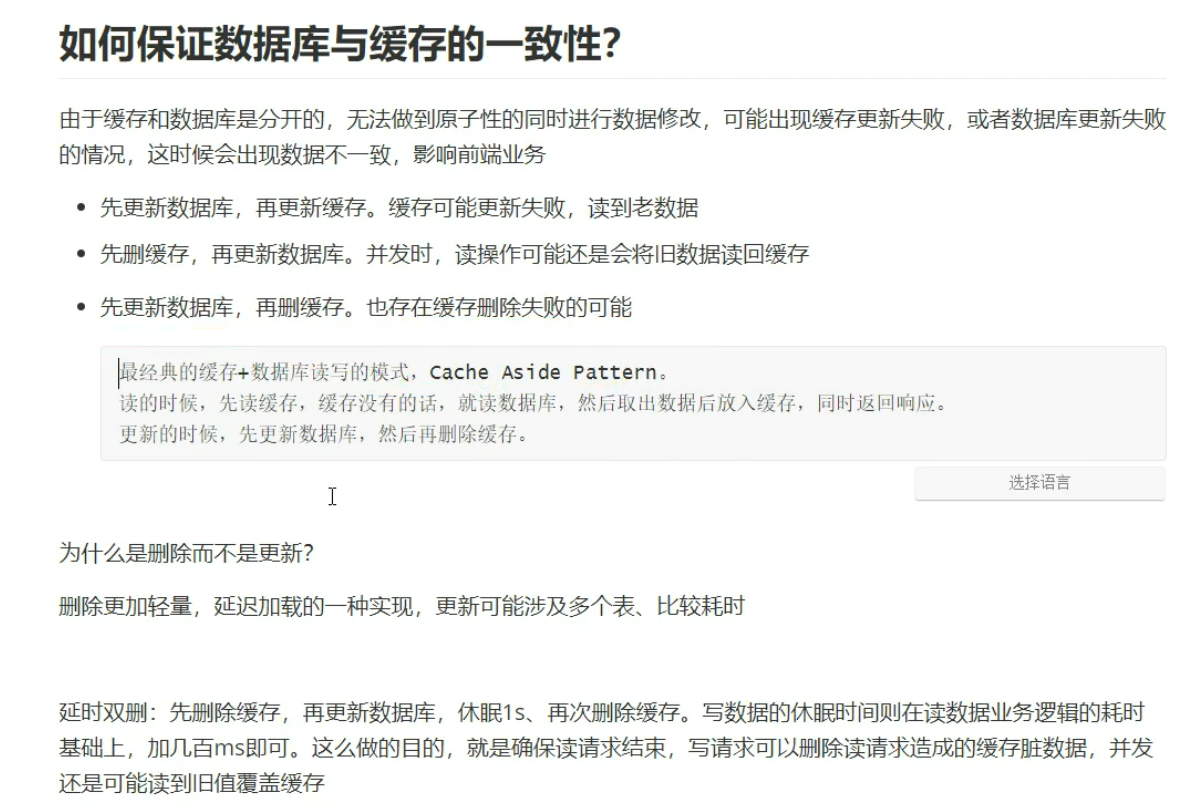 如何保证数据库与缓存的一致性？
由于缓存和数据库是分开的，无法做到原子性的同时进行数据修改，可能出现缓存更新失败，或者数据库更新失败
的情况，这时候会出现数据不一致，影响前端业务
先更新数据库，再更新缓存。缓存可能更新失败，读到老数据
先删缓存，再更新数据库。并发时，读操作可能还是会将旧数据读回缓存
先更新数据库，再删缓存。也存在缓存删除失败的可能
最经典的缓存+数据库读写的模式，Cache Aside Pattern。
读的时候，先读缓存，缓存没有的话，就读数据库，然后取出数据后放入缓存，同时返回响应。
更新的时候，先更新数据库，然后再删除缓存。
选择语言
为什么是删除而不是更新？
删除更加轻量，延迟加载的一种实现，更新可能涉及多个表、比较耗时
延时双删：先删除缓存，再更新数据库，休眠1s、再次删除缓存。写数据的休眠时间则在读数据业务逻辑的耗时
基础上，加几百ms即可。这么做的目的，就是确保读请求结束，写请求可以删除读请求造成的缓存脏数据，并发
还是可能读到旧值覆盖缓存